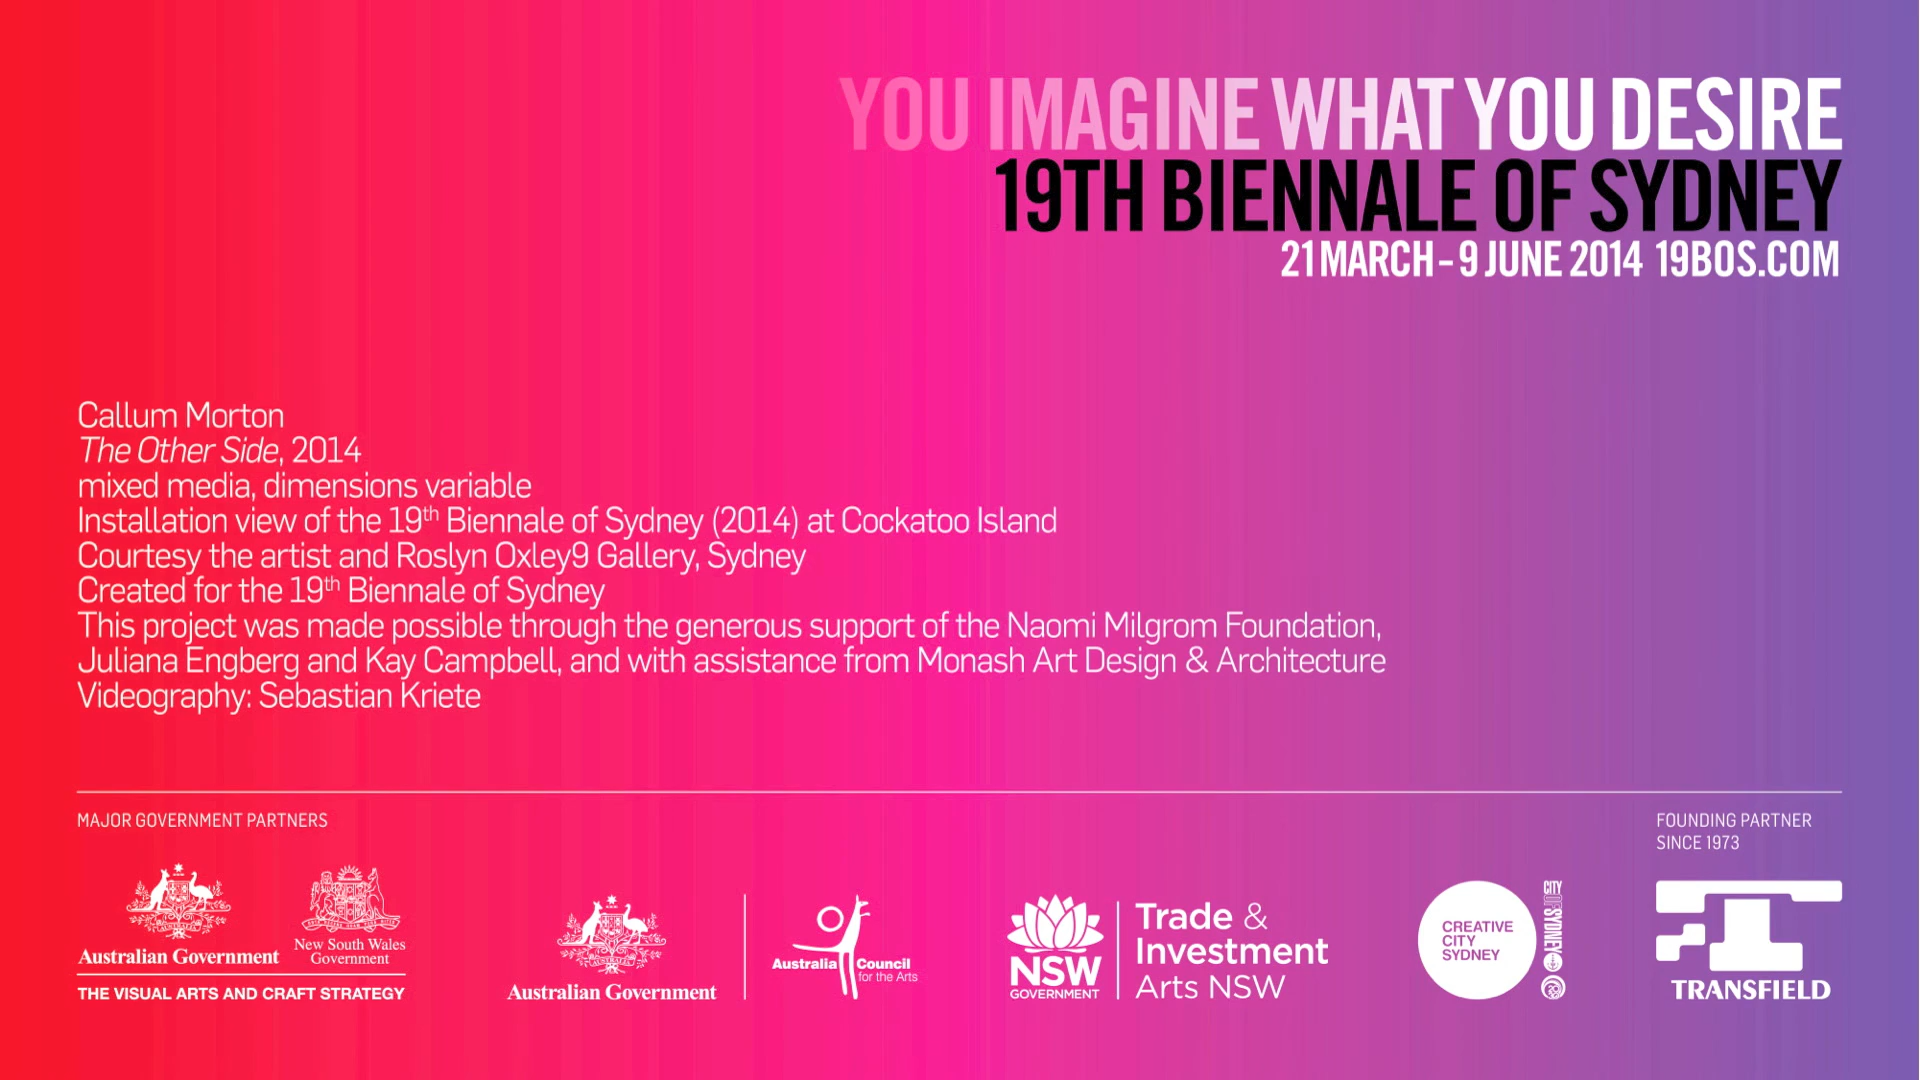 YOU IMAGINE WHAT YOU DESIRE
19TH BIENNALE OF SYDNEY
21 MARCH – 9 JUNE 2014 19BOS.COM
Callum Morton
The Other Side, 2014
mixed media, dimensions variable
Installation view of the 19th Biennale of Sydney (2014) at Cockatoo Island
Courtesy the artist and Roslyn Oxley9 Gallery, Sydney
Created for the 19th Biennale of Sydney
This project was made possible through the generous support of the Naomi Milgrom Foundation,
Juliana Engberg and Kay Campbell, and with assistance from Monash Art Design & Architecture
Videography: Sebastian Kriete
MAJOR GOVERNMENT PARTNERS
Australian Government
New South Wales
Government
THE VISUAL ARTS AND CRAFT STRATEGY
Australian Government
Australia Council
for the Arts
NSW
GOVERNMENT
Trade &
Investment
Arts NSW
CREATIVE
CITY
SYDNEY
CITY OF SYDNEY
FOUNDING PARTNER
SINCE 1973
TRANSFIELD